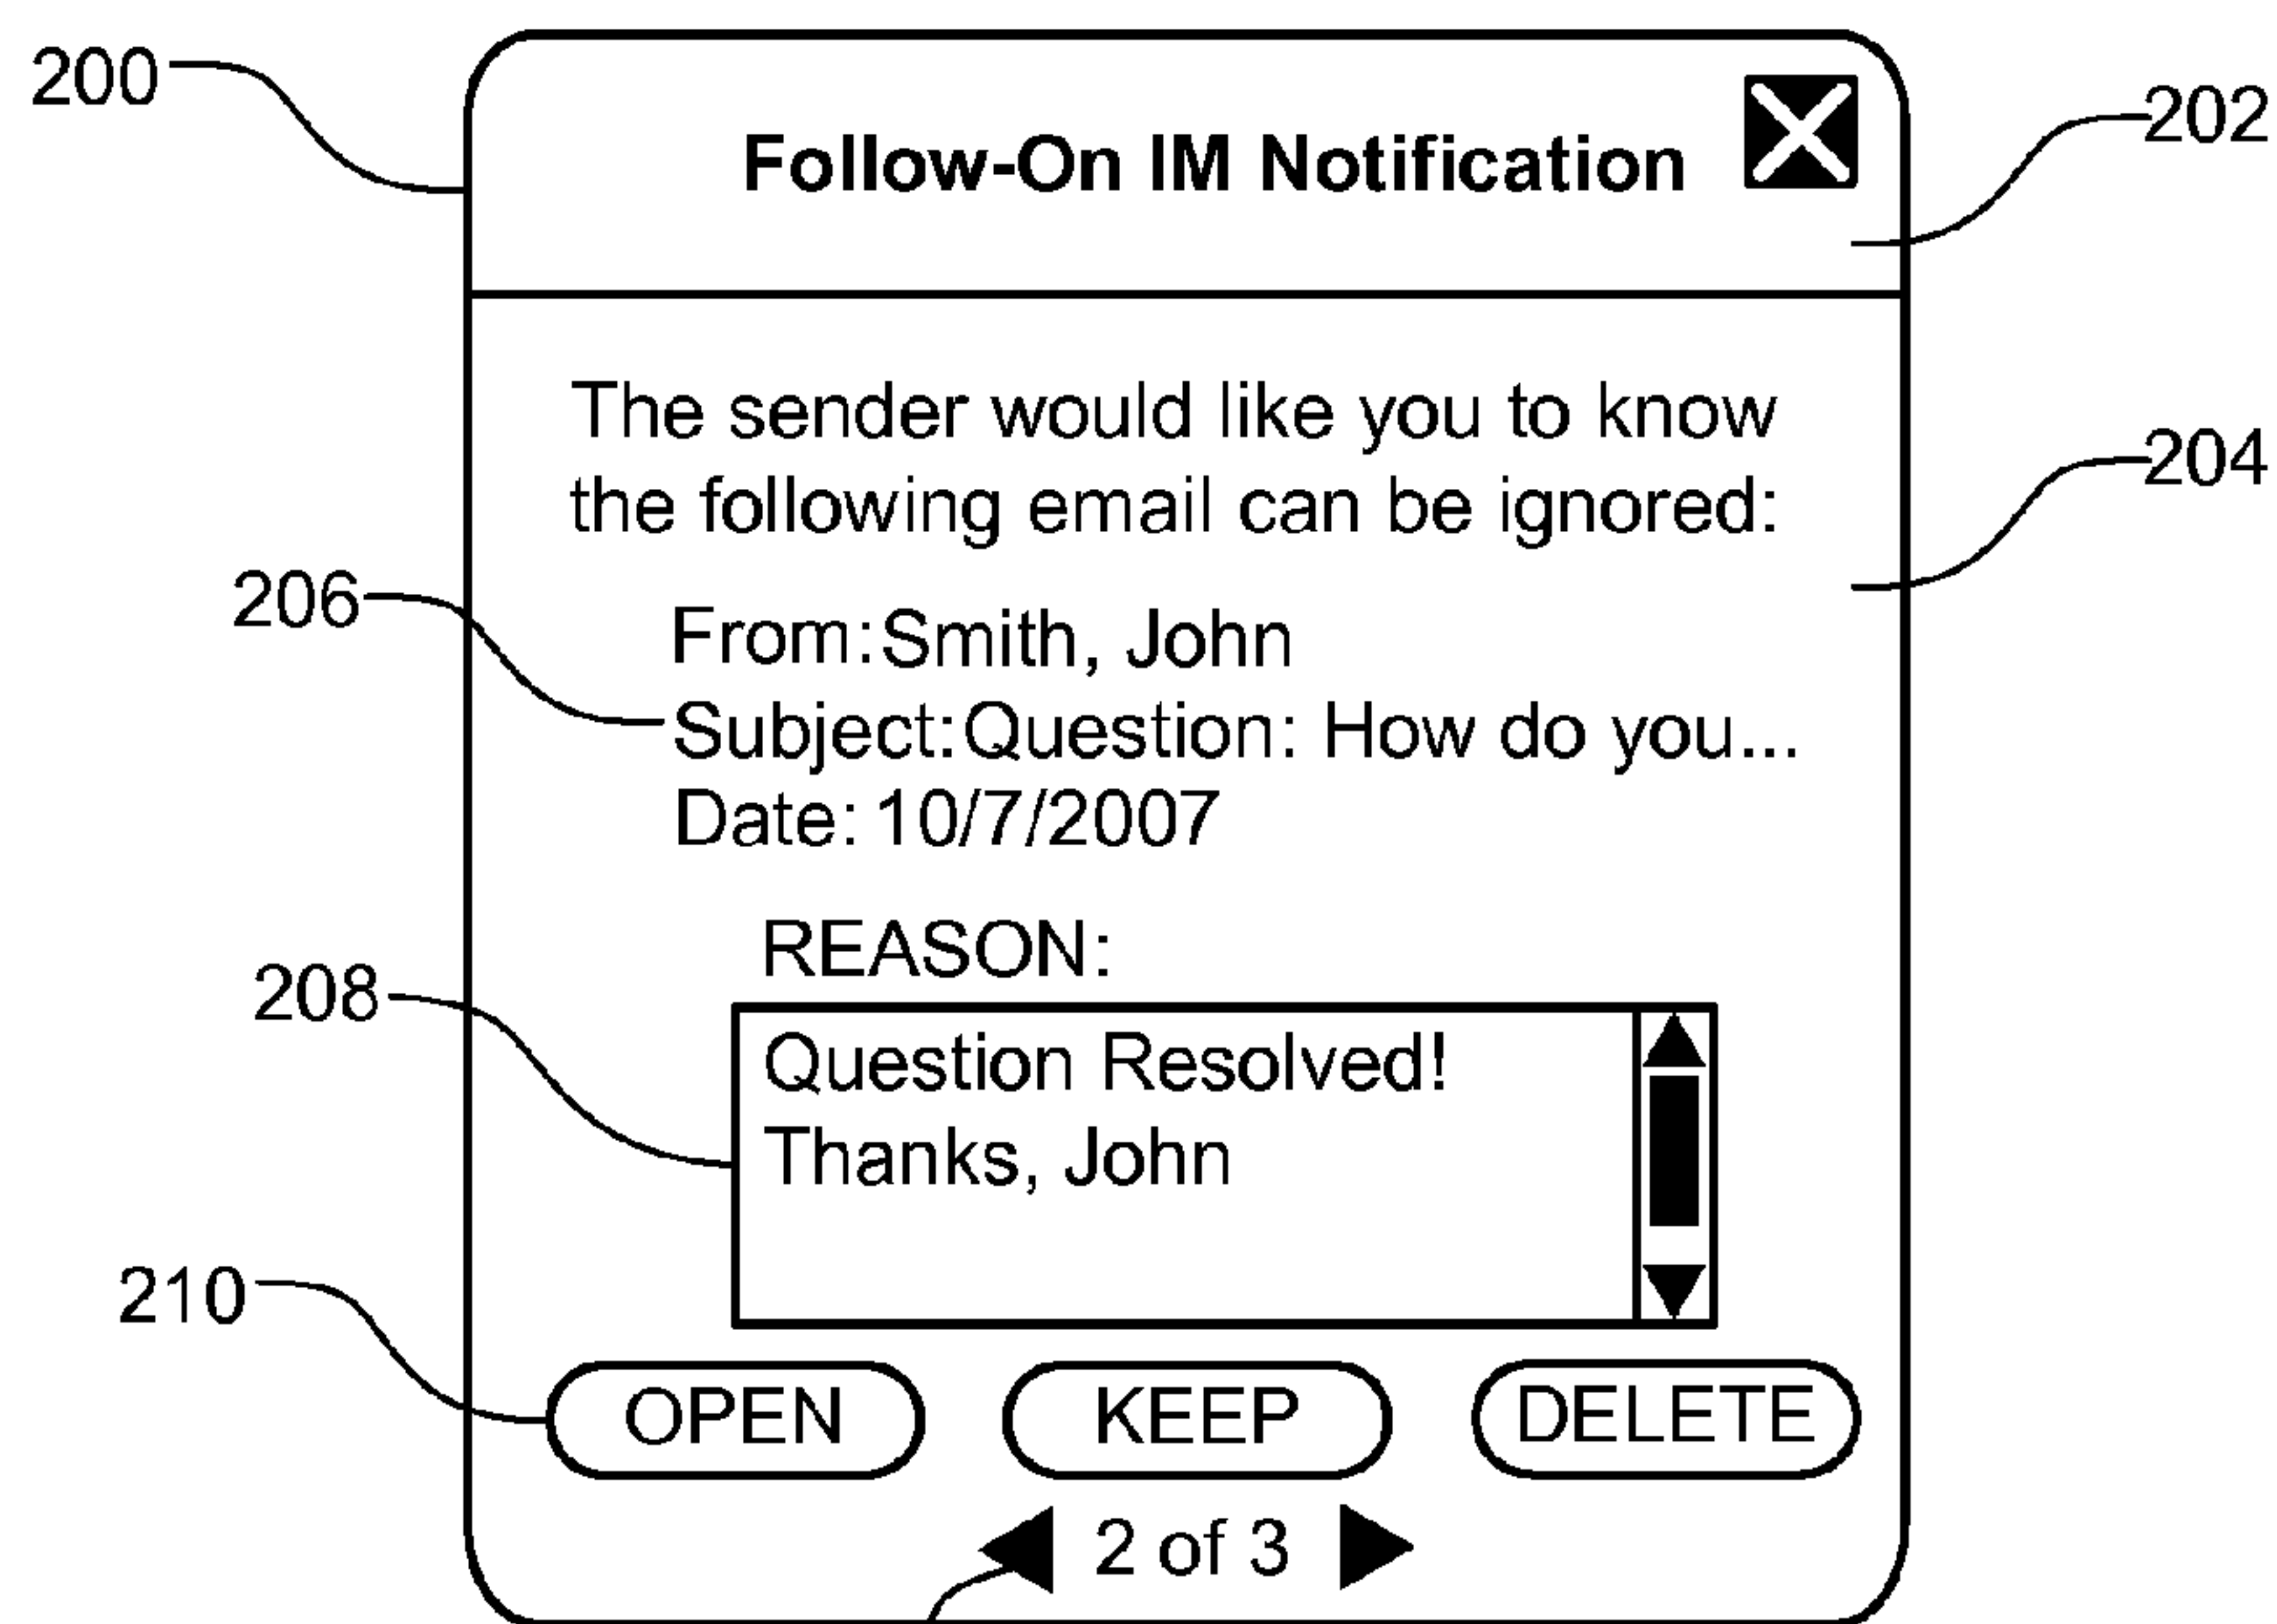 200
202
Follow-On IM Notification
The sender would like you to know
the following email can be ignored:
204
206
From: Smith, John
Subject: Question: How do you...
Date: 10/7/2007
REASON:
208
Question Resolved!
Thanks, John
210
OPEN KEEP DELETE
2 of 3